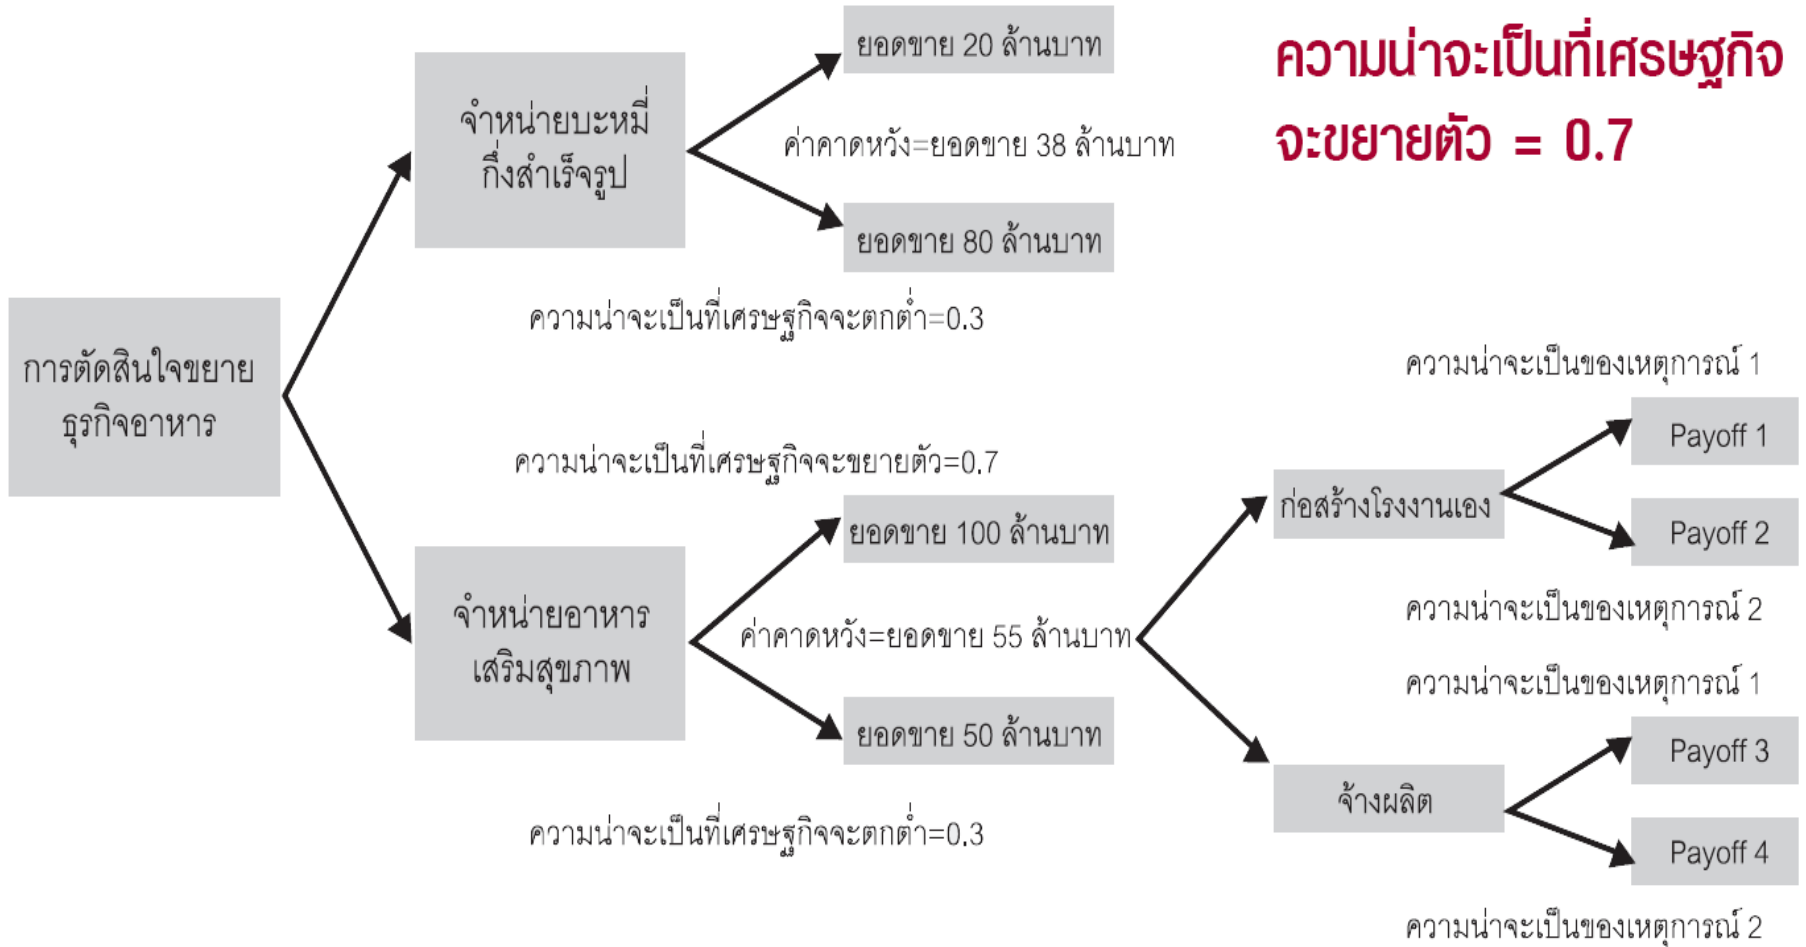 ความน่าจะเป็นที่เศรษฐกิจ
จะขยายตัว = 0.7
ยอดขาย 20 ล้านบาท
จำหน่ายบะหมี่
กึ่งสำเร็จรูป
ค่าคาดหวัง=ยอดขาย 38 ล้านบาท
ยอดขาย 80 ล้านบาท
ความน่าจะเป็นที่เศรษฐกิจจะตกต่ำ=0.3
การตัดสินใจขยาย
ธุรกิจอาหาร
ความน่าจะเป็นที่เศรษฐกิจจะขยายตัว=0.7
ยอดขาย 100 ล้านบาท
จำหน่ายอาหาร
เสริมสุขภาพ
ค่าคาดหวัง=ยอดขาย 55 ล้านบาท
ยอดขาย 50 ล้านบาท
ความน่าจะเป็นที่เศรษฐกิจจะตกต่ำ=0.3
ความน่าจะเป็นของเหตุการณ์ 1
Payoff 1
ก่อสร้างโรงงานเอง
Payoff 2
ความน่าจะเป็นของเหตุการณ์ 2
ความน่าจะเป็นของเหตุการณ์ 1
Payoff 3
จ้างผลิต
Payoff 4
ความน่าจะเป็นของเหตุการณ์ 2